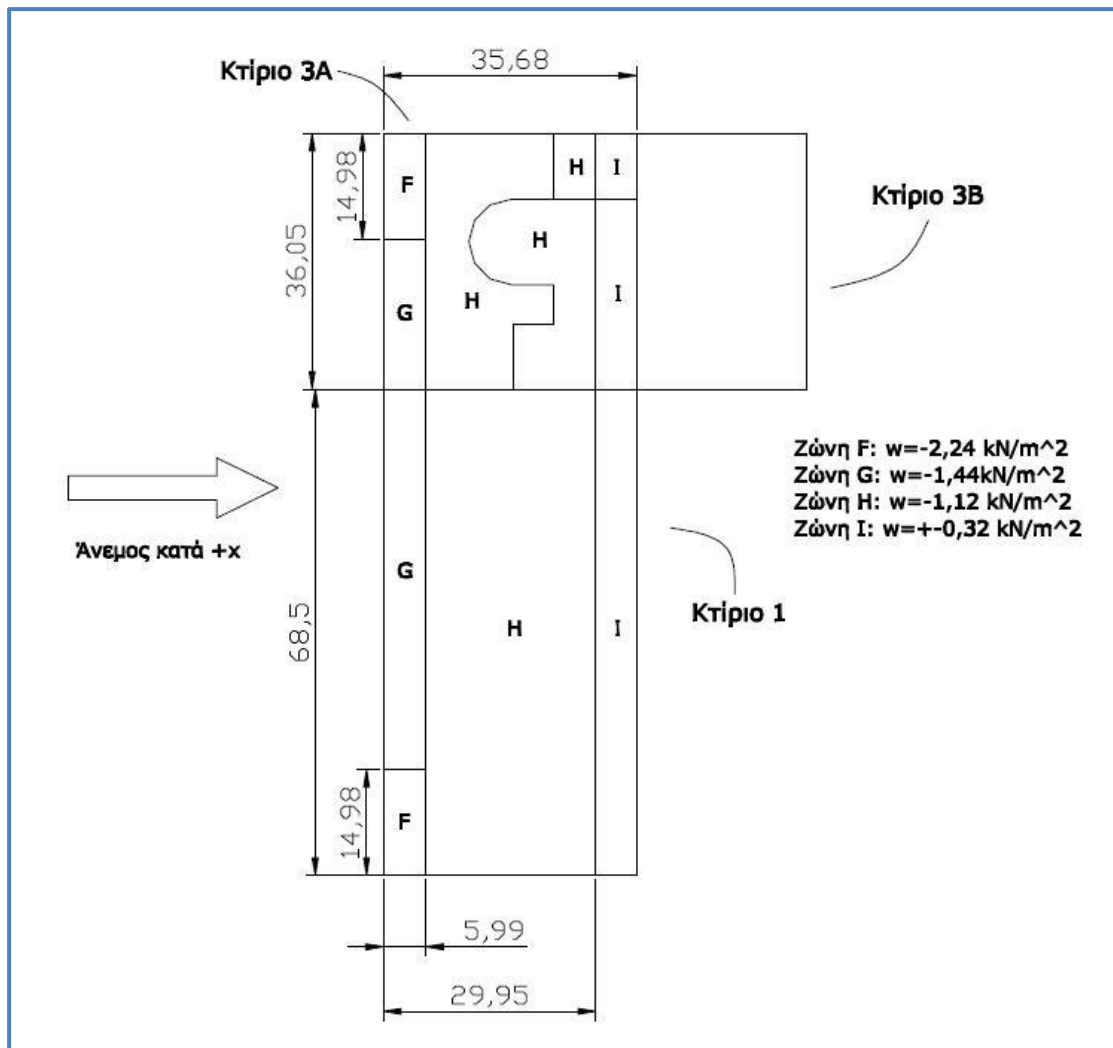 35,68
Κτίριο 3Α
F
14,98
36,05
H
I
Κτίριο 3Β
H
G
H
I
Ζώνη F: w=-2,24 kN/m^2
Ζώνη G: w=-1,44kN/m^2
Ζώνη H: w=-1,12 kN/m^2
Ζώνη I: w=+-0,32 kN/m^2
Άνεμος κατά +x
G
68,5
H
I
Κτίριο 1
14,98
F
5,99
29,95